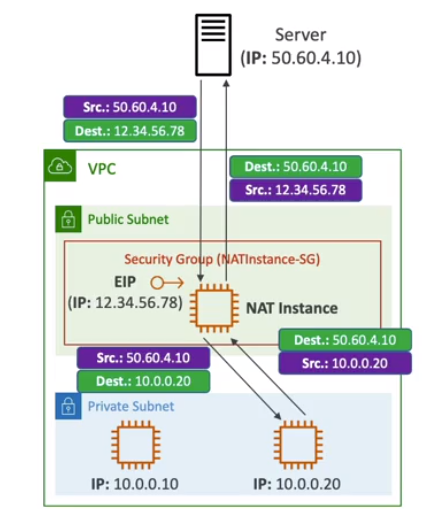 Server
(IP: 50.60.4.10)
Src.: 50.60.4.10
Dest.: 12.34.56.78
Dest.: 50.60.4.10
Src.: 12.34.56.78
VPC
Public Subnet
Security Group (NATInstance-SG)
EIP
(IP: 12.34.56.78)
NAT Instance
Dest.: 50.60.4.10
Src.: 10.0.0.20
Src.: 50.60.4.10
Dest.: 10.0.0.20
Private Subnet
IP: 10.0.0.10
IP: 10.0.0.20